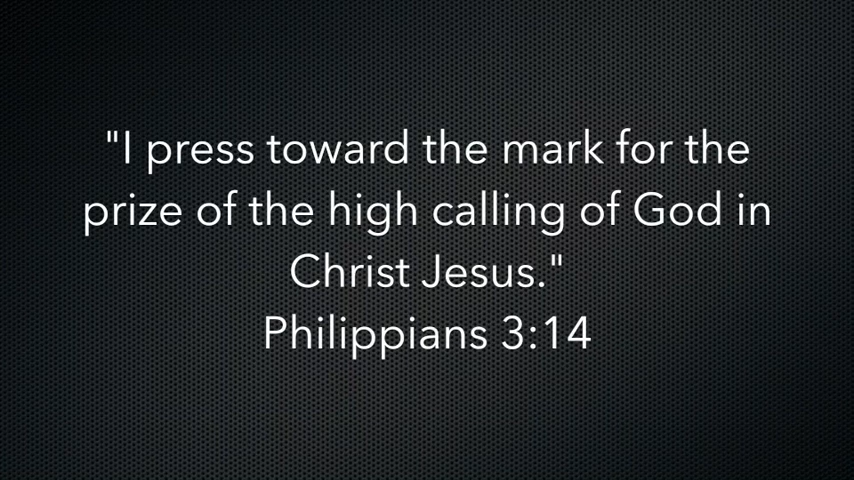 "I press toward the mark for the
prize of the high calling of God in
Christ Jesus."
Philippians 3:14